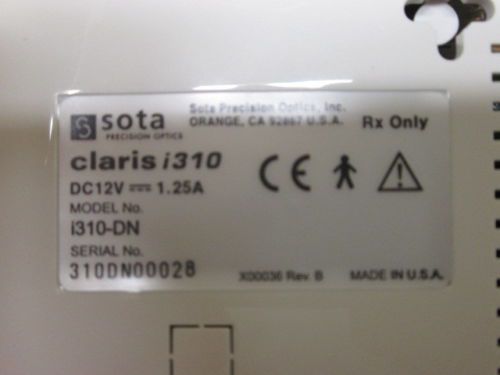 sota
PRECISION OPTICS
Sota Precision Optics, Inc.
ORANGE, CA 92867 U.S.A.
Rx Only
claris i310
DC12V ⎓ 1.25A
MODEL No.
i310-DN
SERIAL No.
310DN00028
CE
X00036 Rev. B
MADE IN U.S.A.